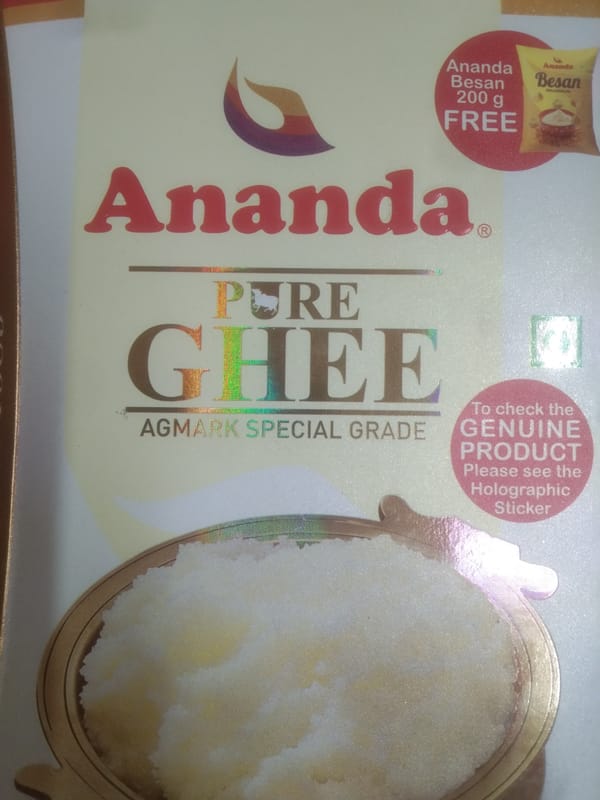 Ananda
Besan
200 g
FREE
Ananda
Besan
Ananda®
PURE
GHEE
AGMARK SPECIAL GRADE
To check the
GENUINE
PRODUCT
Please see the
Holographic
Sticker